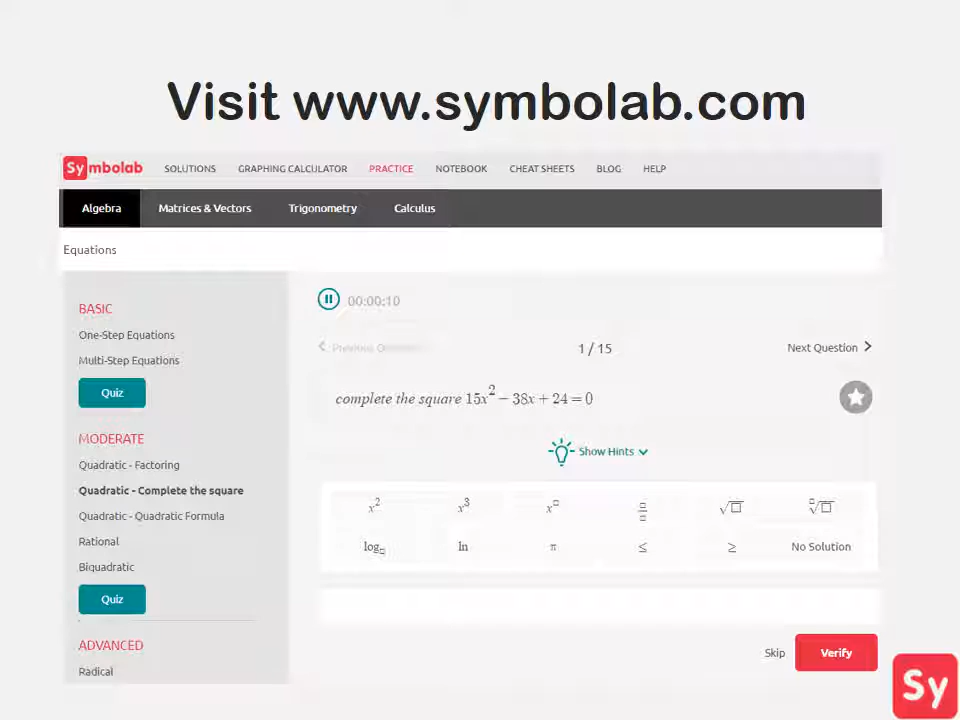 Visit www.symbolab.com
Symbolab SOLUTIONS GRAPHING CALCULATOR PRACTICE NOTEBOOK CHEAT SHEETS BLOG HELP
Algebra Matrices & Vectors Trigonometry Calculus
Equations
BASIC
One-Step Equations
Multi-Step Equations
Quiz
MODERATE
Quadratic - Factoring
Quadratic - Complete the square
Quadratic - Quadratic Formula
Rational
Biquadratic
Quiz
ADVANCED
Radical
00:00:10
Previous 1 / 15 Next Question
complete the square 15x² − 38x + 24 = 0
Show Hints
x² x³ x□ □/□ √□ □√□
log□ ln π ≤ ≥ No Solution
Skip Verify
Sy